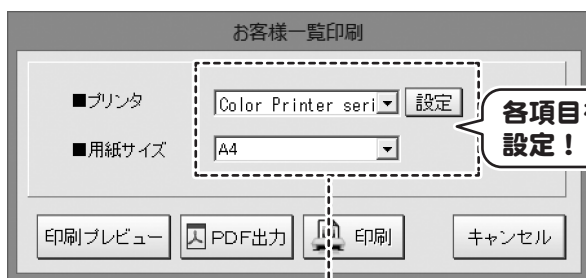 お客様一覧印刷
■プリンタ
Color Printer seri
設定
各項目
設定！
■用紙サイズ
A4
印刷プレビュー
PDF出力
印刷
キャンセル